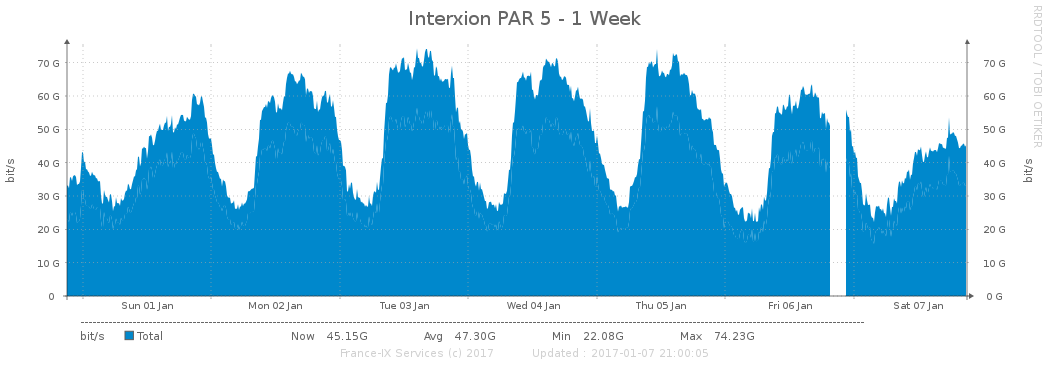 Interxion PAR 5 - 1 Week
RRDTOOL / TOBI OETIKER
bit/s
70 G 70 G
60 G 60 G
50 G 50 G
40 G 40 G
30 G 30 G
20 G 20 G
10 G 10 G
0 0 G
bit/s
Sun 01 Jan Mon 02 Jan Tue 03 Jan Wed 04 Jan Thu 05 Jan Fri 06 Jan Sat 07 Jan
bit/s Total Now 45.15G Avg 47.30G Min 22.08G Max 74.23G
France-IX Services (c) 2017 Updated : 2017-01-07 21:00:05